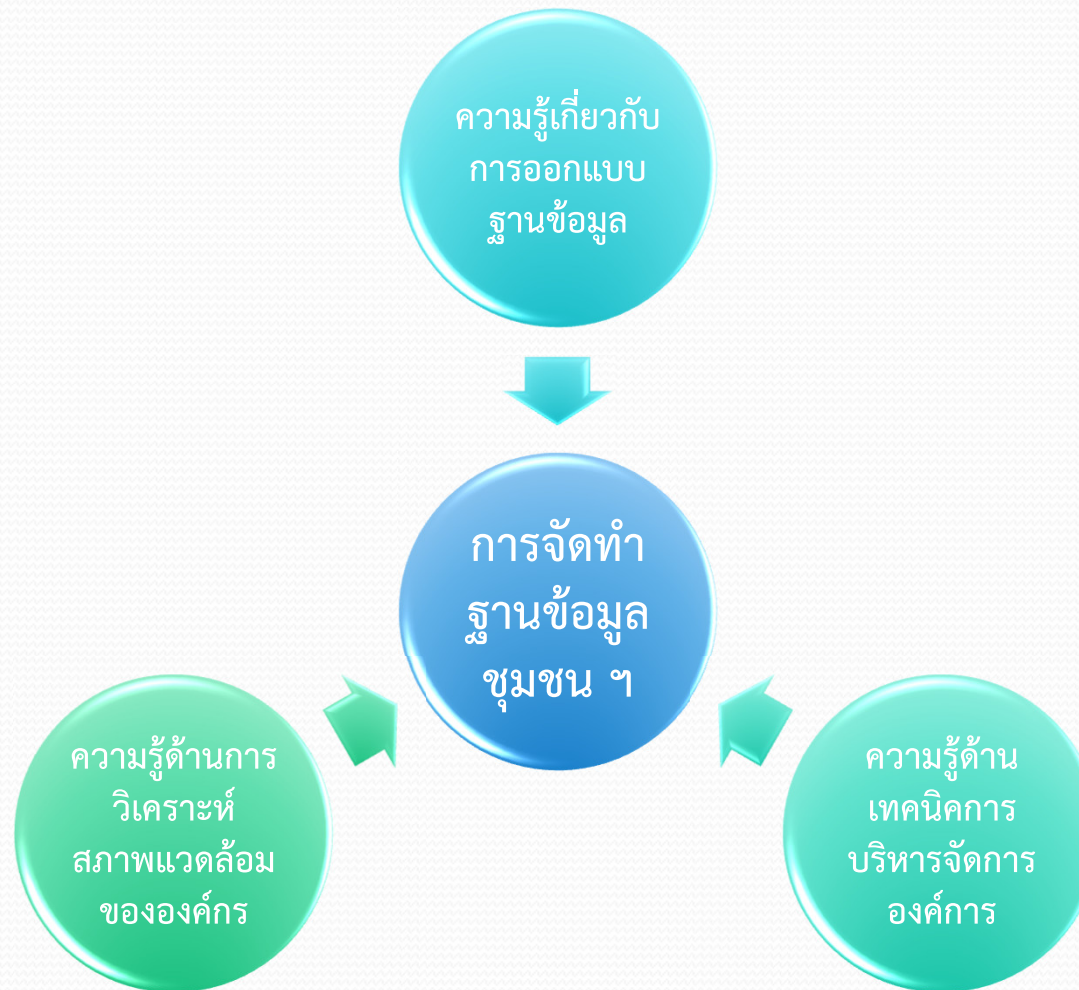 ความรู้เกี่ยวกับ
การออกแบบ
ฐานข้อมูล
การจัดทำ
ฐานข้อมูล
ชุมชน ฯ
ความรู้ด้านการ
วิเคราะห์
สภาพแวดล้อม
ขององค์กร
ความรู้ด้าน
เทคนิคการ
บริหารจัดการ
องค์การ